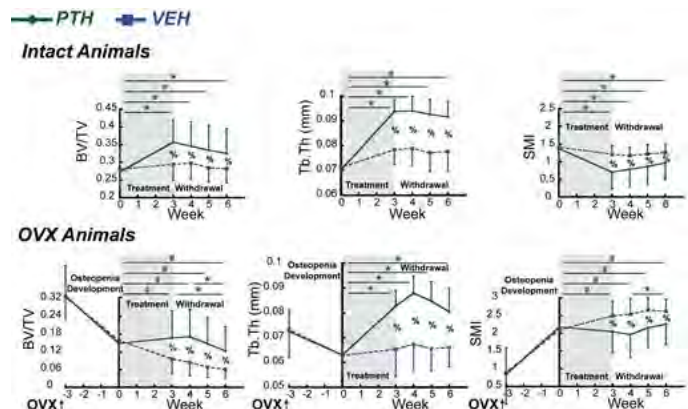 PTH VEH
Intact Animals
BV/TV
0.45
0.4
0.35
0.3
0.25
0.2
Treatment Withdrawal
% % % %
0 1 2 3 4 5 6
Week
Tb.Th (mm)
0.1
0.09
0.08
0.07
0.06
Treatment Withdrawal
% % % %
0 1 2 3 4 5 6
Week
SMI
2.5
2
1.5
1
0.5
0
Treatment Withdrawal
% % % %
0 1 2 3 4 5 6
Week
OVX Animals
Osteopenia
Development
BV/TV
0.32
0.24
0.18
0.12
0.06
0
Treatment Withdrawal
% % % %
-3 -2 -1 0 1 2 3 4 5 6
OVX↑ Week
Osteopenia
Development
Tb.Th (mm)
0.1
0.09
0.08
0.07
0.06
0.05
Withdrawal
Treatment
% % % %
-3 -2 -1 0 1 2 3 4 5 6
OVX↑ Week
Osteopenia
Development
SMI
3
2.5
2
1.5
1
0.5
Treatment Withdrawal
% % % %
-3 -2 -1 0 1 2 3 4 5 6
OVX↑ Week